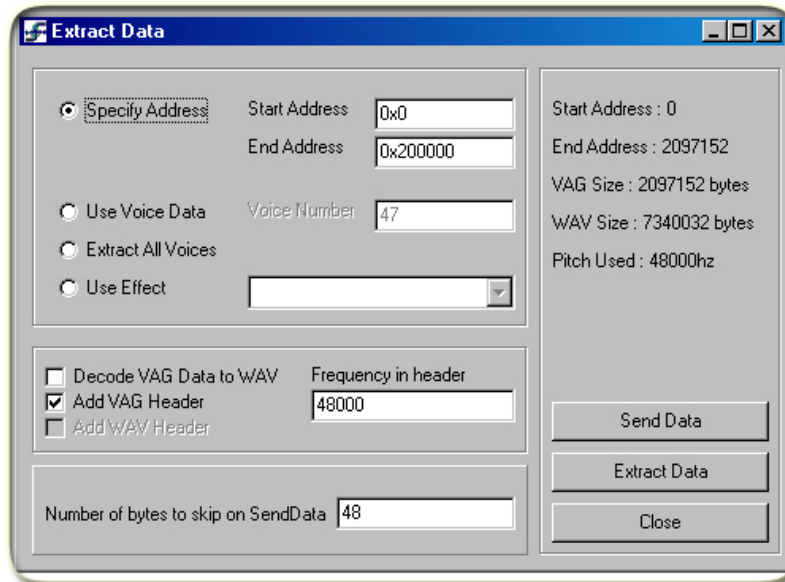 Extract Data
Specify Address
Start Address
0x0
End Address
0x200000
Use Voice Data
Voice Number
47
Extract All Voices
Use Effect
Decode VAG Data to WAV
Add VAG Header
Add WAV Header
Frequency in header
48000
Number of bytes to skip on SendData
48
Start Address : 0
End Address : 2097152
VAG Size : 2097152 bytes
WAV Size : 7340032 bytes
Pitch Used : 48000hz
Send Data
Extract Data
Close